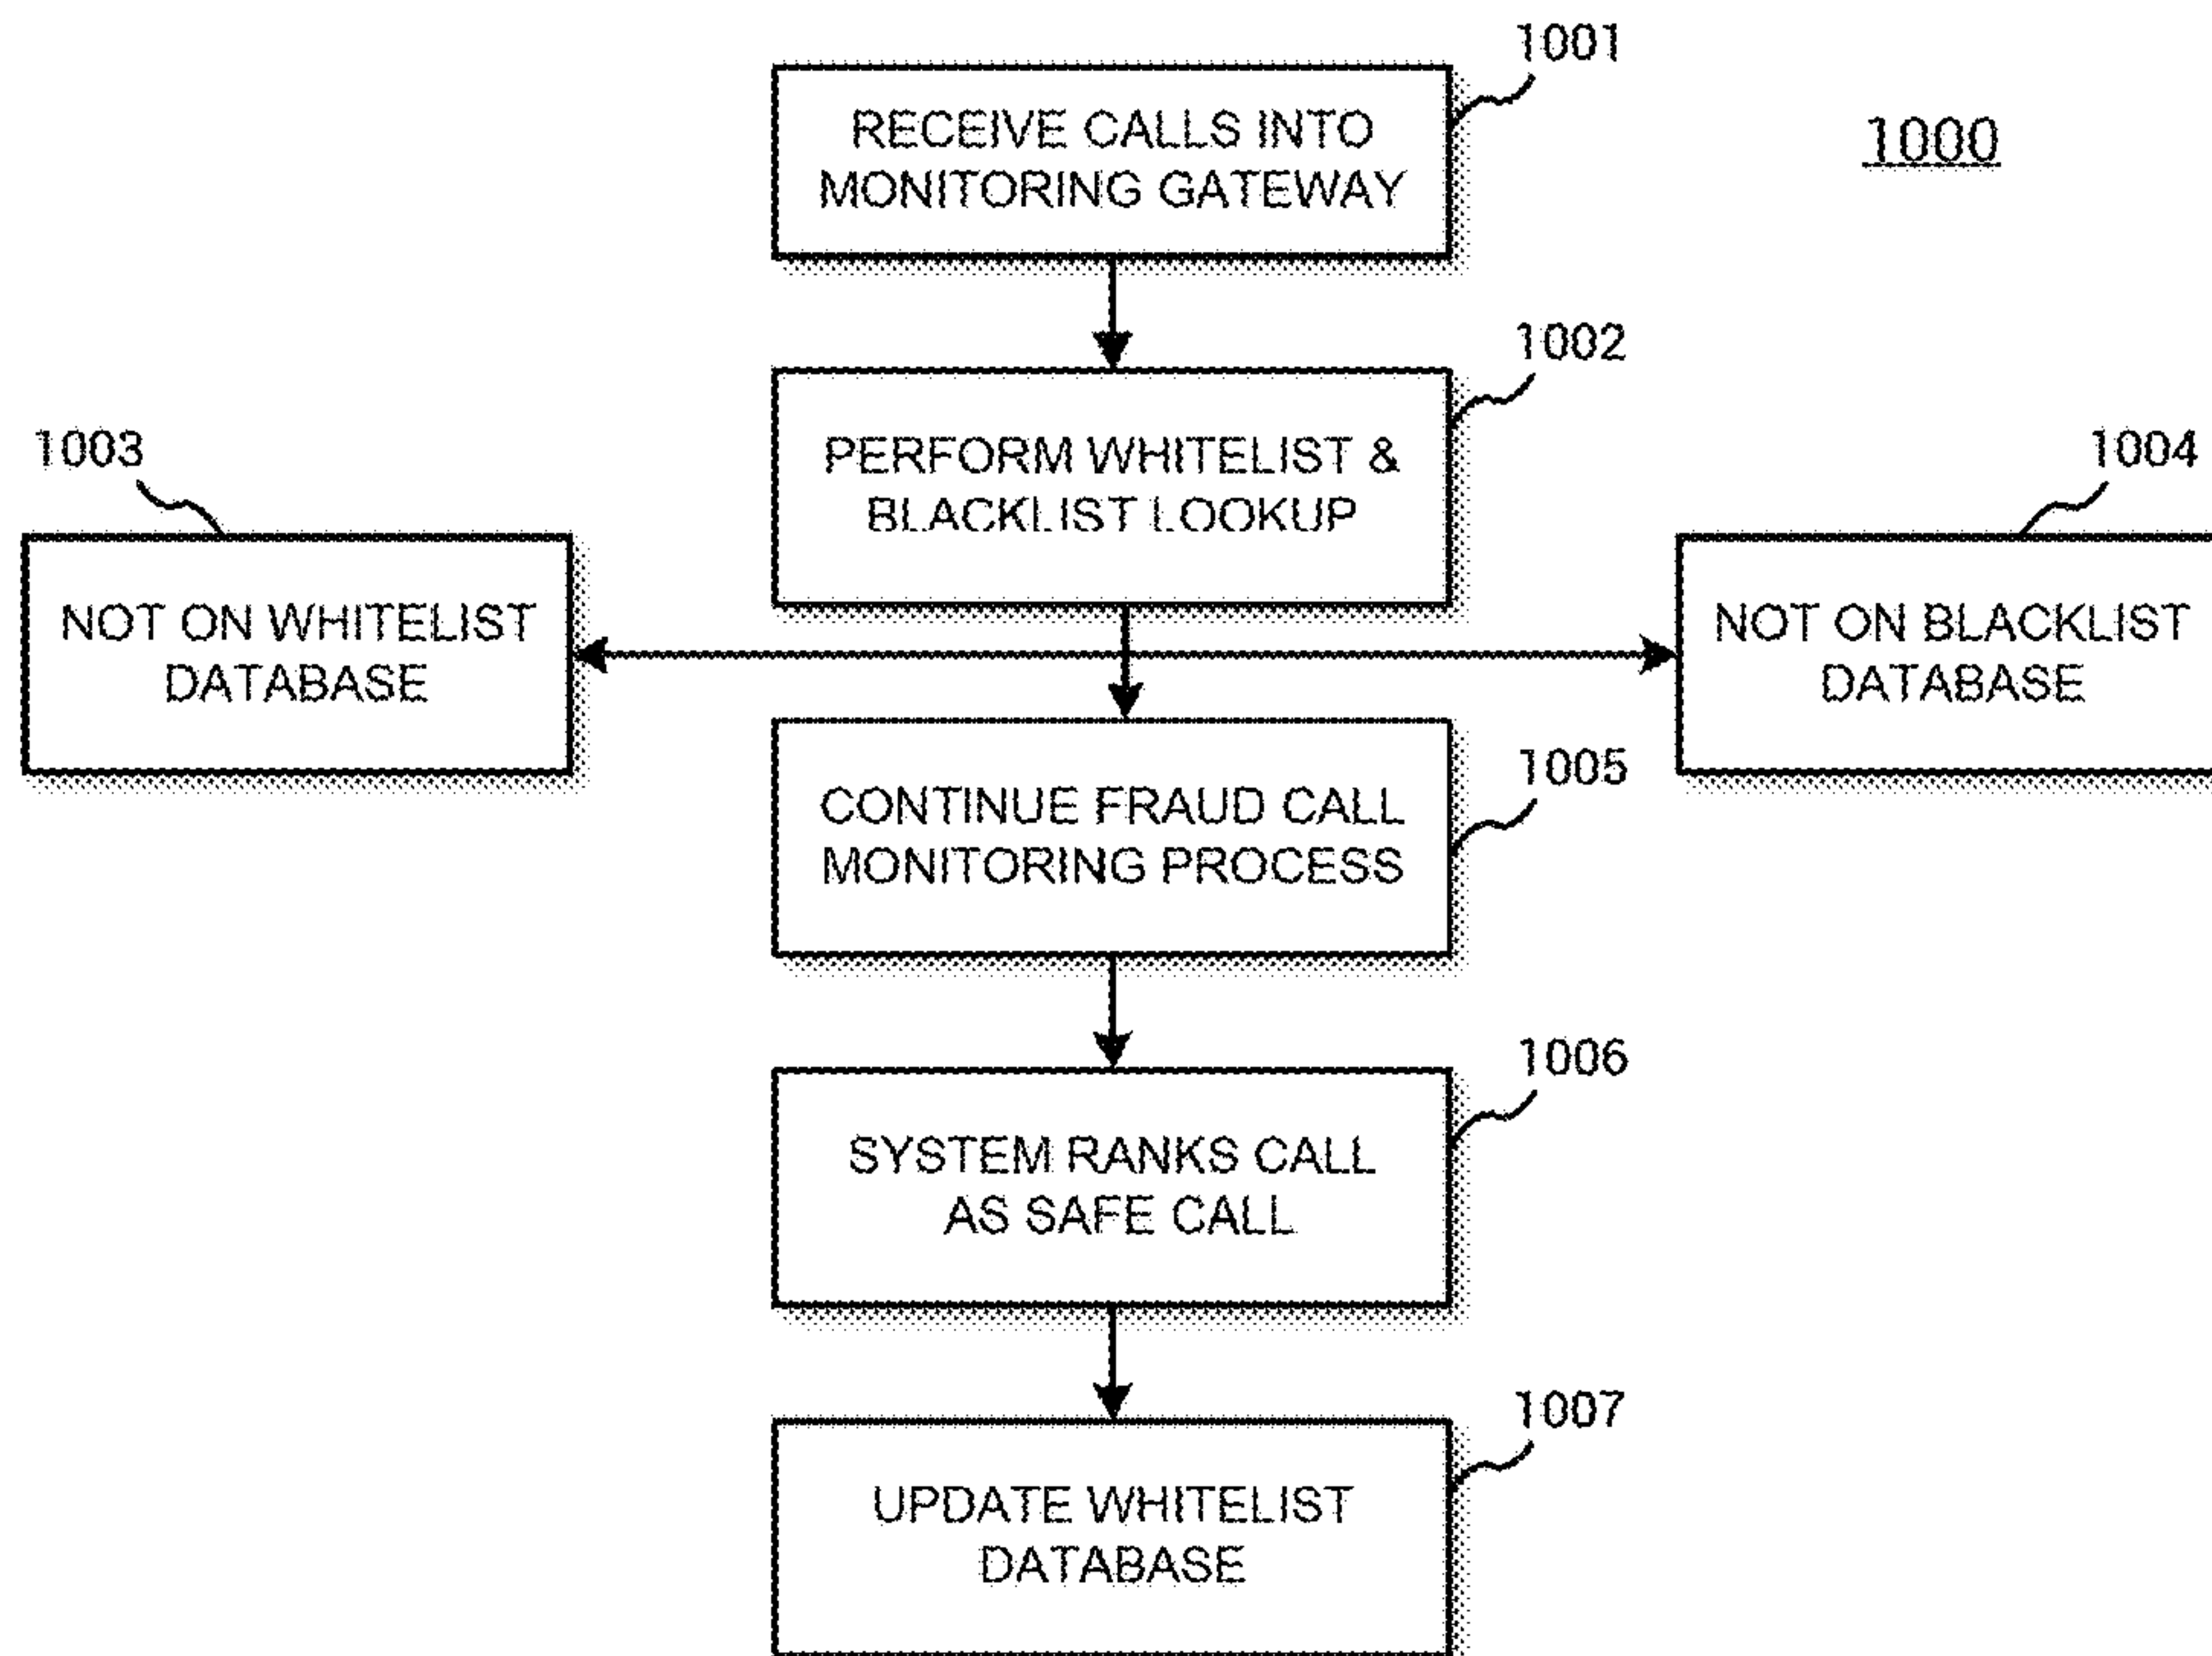 1001
RECEIVE CALLS INTO
MONITORING GATEWAY
1000
1002
PERFORM WHITELIST &
BLACKLIST LOOKUP
1003
NOT ON WHITELIST
DATABASE
1004
NOT ON BLACKLIST
DATABASE
1005
CONTINUE FRAUD CALL
MONITORING PROCESS
1006
SYSTEM RANKS CALL
AS SAFE CALL
1007
UPDATE WHITELIST
DATABASE